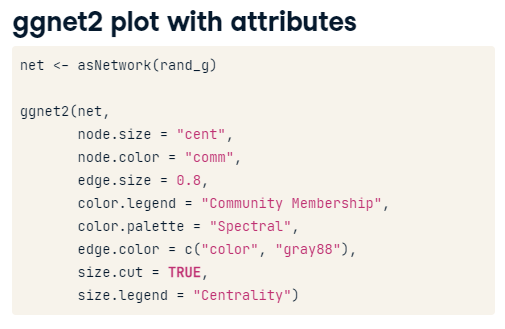 ggnet2 plot with attributes
net <- asNetwork(rand_g)
ggnet2(net,
       node.size = "cent",
       node.color = "comm",
       edge.size = 0.8,
       color.legend = "Community Membership",
       color.palette = "Spectral",
       edge.color = c("color", "gray88"),
       size.cut = TRUE,
       size.legend = "Centrality")